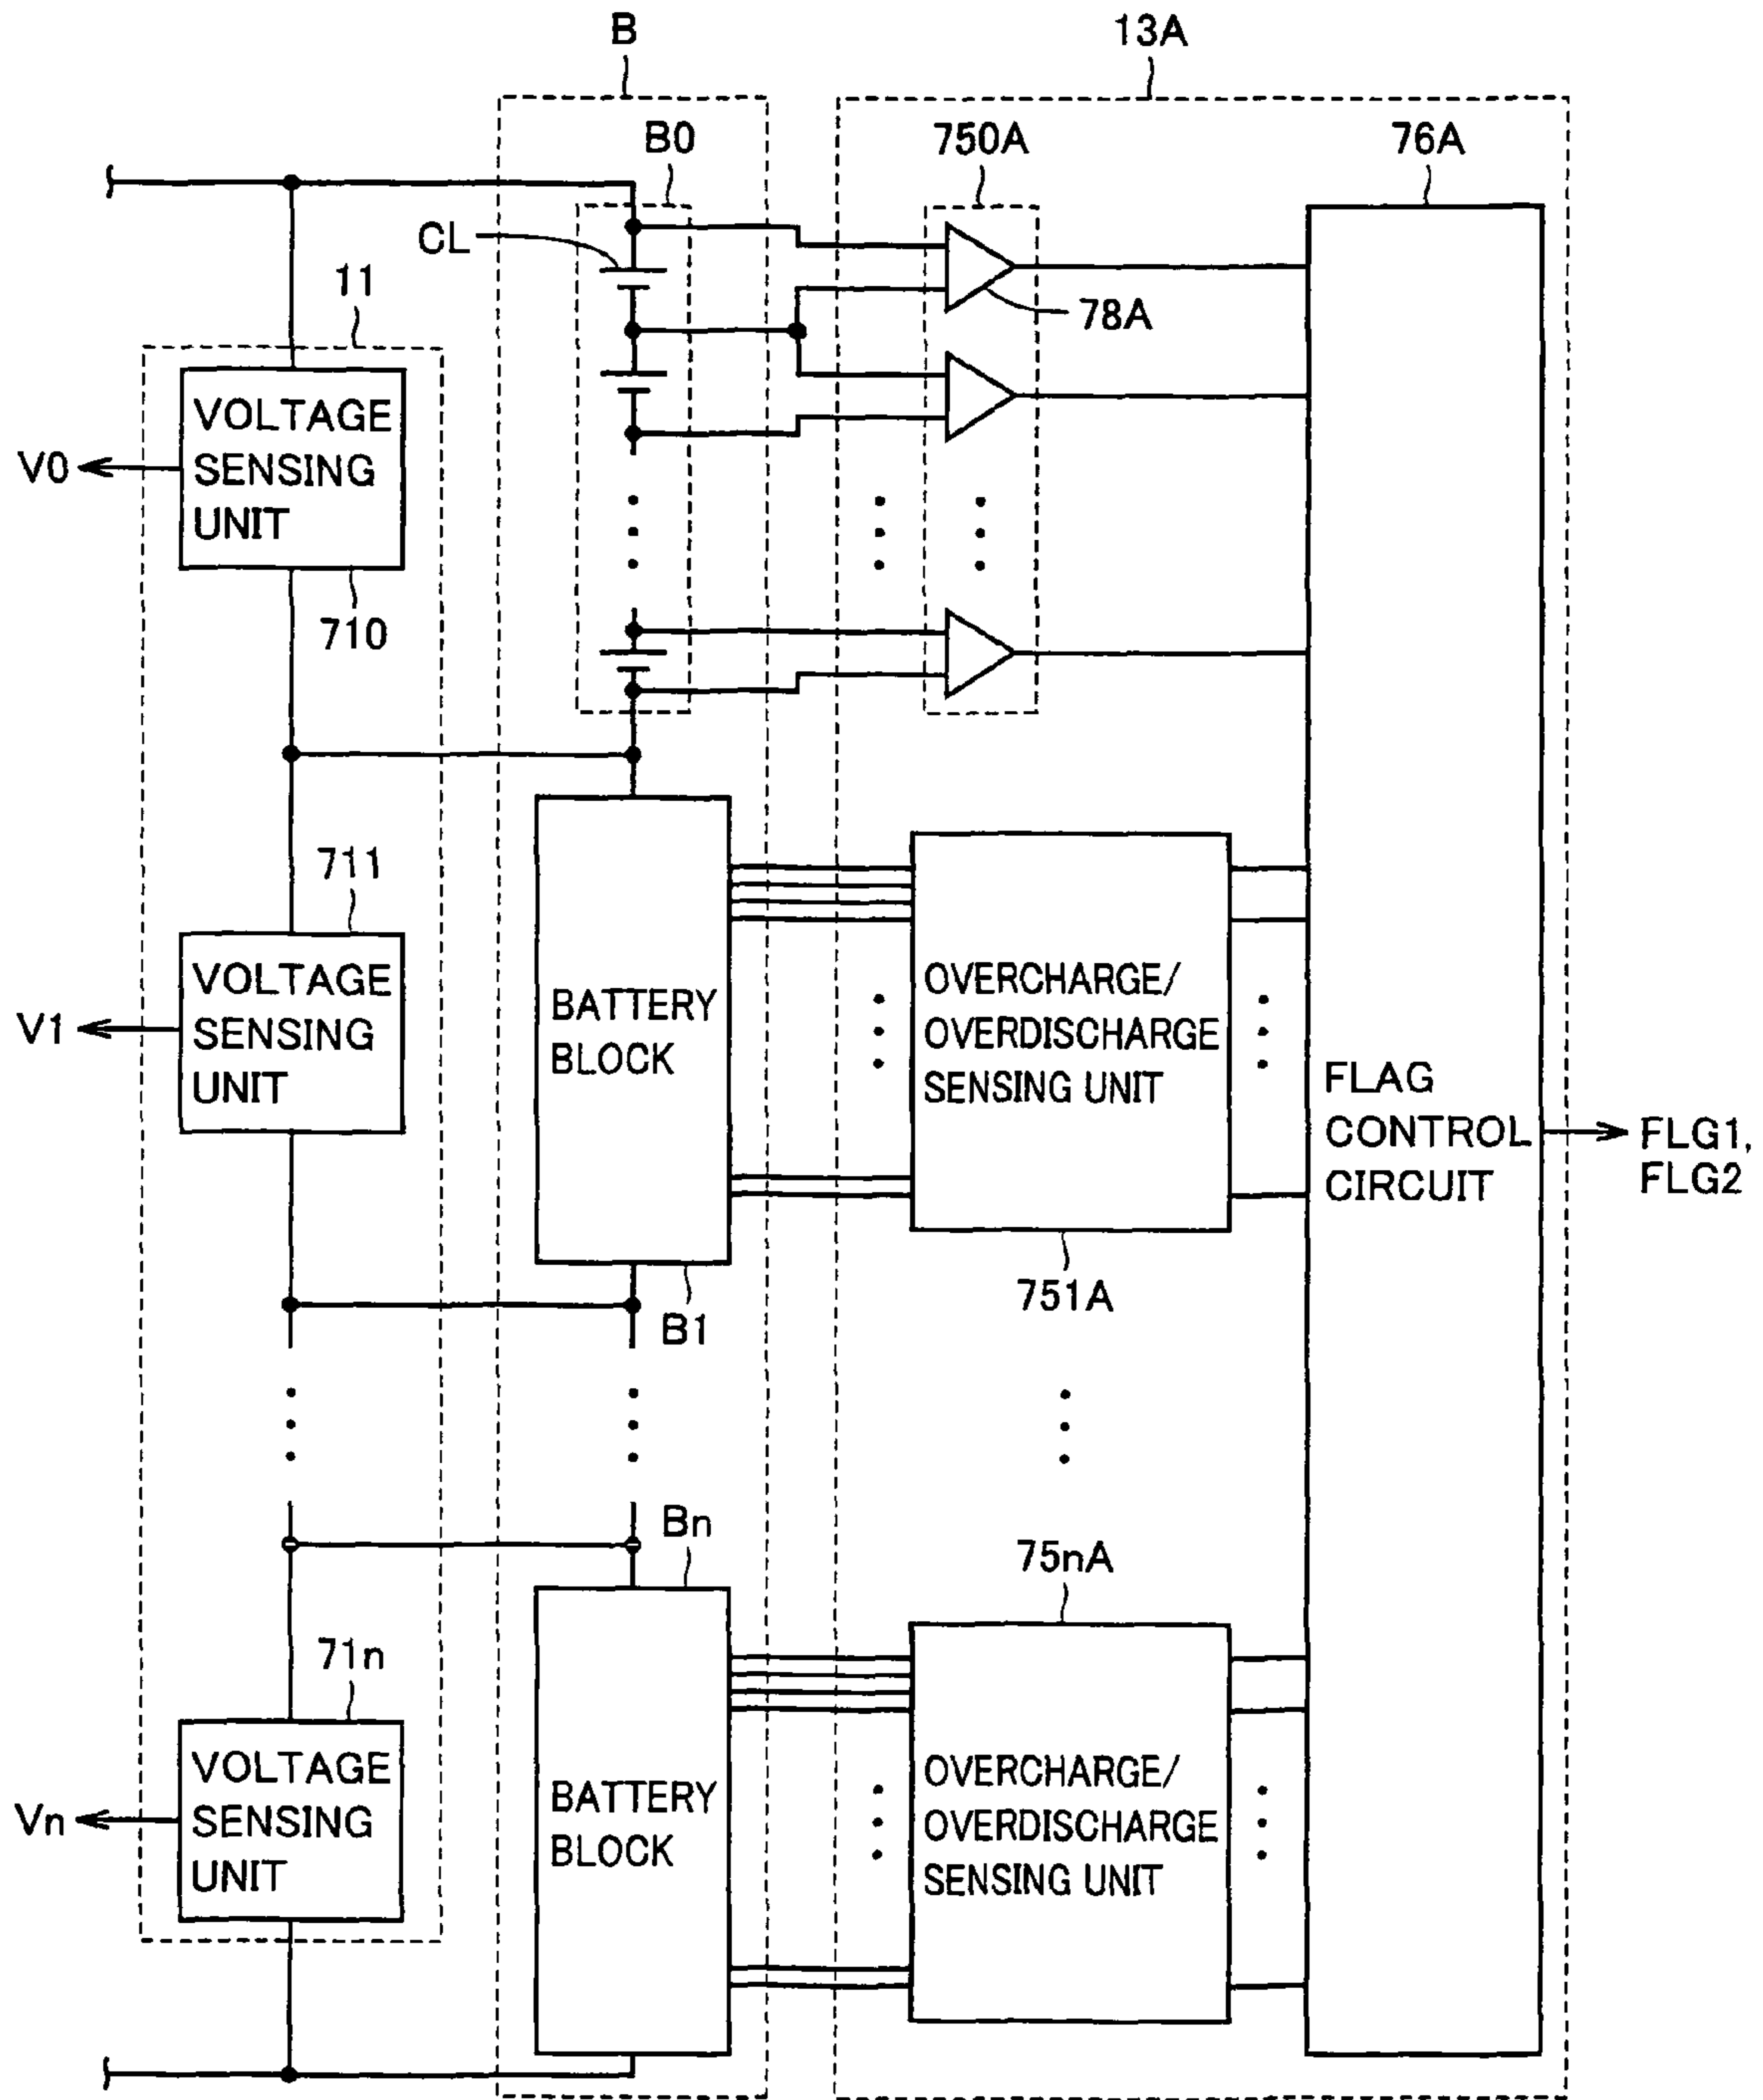 B
13A
B0
750A
76A
CL
78A
11
VOLTAGE
SENSING
UNIT
V0
710
711
VOLTAGE
SENSING
UNIT
V1
BATTERY
BLOCK
OVERCHARGE/
OVERDISCHARGE
SENSING UNIT
FLAG
CONTROL
CIRCUIT
FLG1,
FLG2
751A
B1
Bn
75nA
71n
VOLTAGE
SENSING
UNIT
Vn
BATTERY
BLOCK
OVERCHARGE/
OVERDISCHARGE
SENSING UNIT